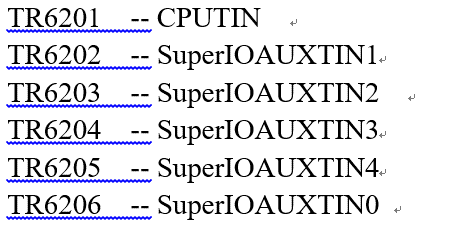 TR6201 -- CPUTIN
TR6202 -- SuperIOAUXTIN1
TR6203 -- SuperIOAUXTIN2
TR6204 -- SuperIOAUXTIN3
TR6205 -- SuperIOAUXTIN4
TR6206 -- SuperIOAUXTIN0